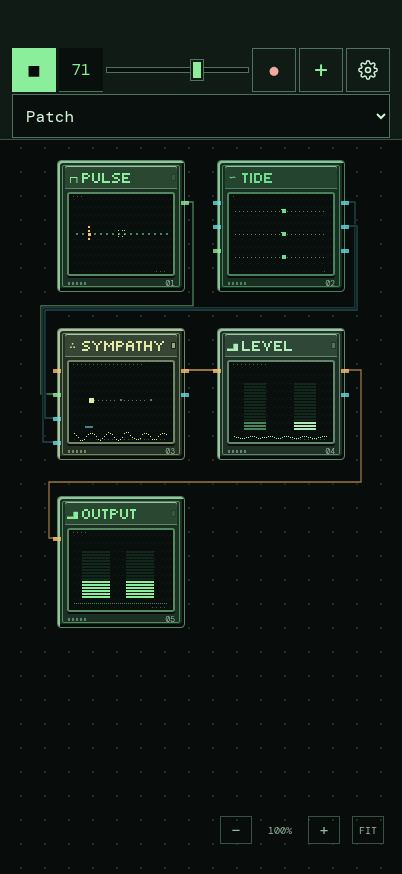 71
Patch
PULSE
TIDE
01
02
SYMPATHY
LEVEL
03
04
OUTPUT
05
100%
FIT